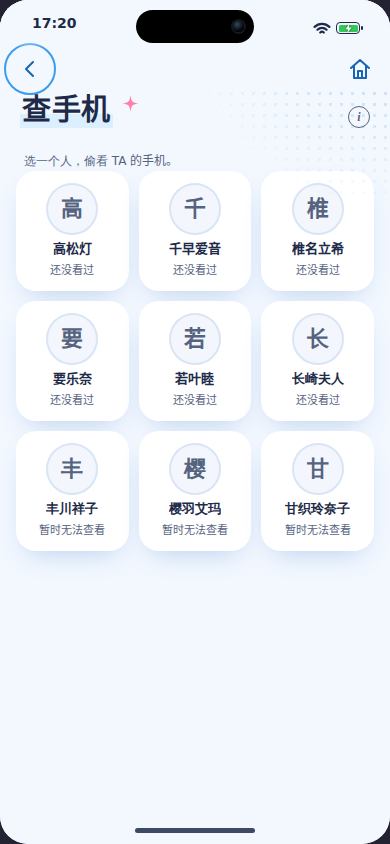 17:20
查手机
i
选一个人，偷看 TA 的手机。
高
千
椎
高松灯
千早爱音
椎名立希
还没看过
还没看过
还没看过
要
若
长
要乐奈
若叶睦
长崎夫人
还没看过
还没看过
还没看过
丰
樱
甘
丰川祥子
樱羽艾玛
甘织玲奈子
暂时无法查看
暂时无法查看
暂时无法查看